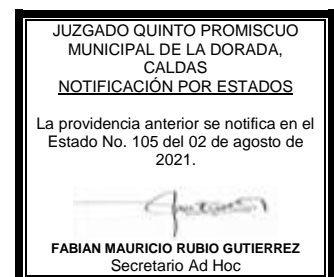 JUZGADO QUINTO PROMISCUO
MUNICIPAL DE LA DORADA,
CALDAS
NOTIFICACIÓN POR ESTADOS
La providencia anterior se notifica en el
Estado No. 105 del 02 de agosto de
2021.
FABIAN MAURICIO RUBIO GUTIERREZ
Secretario Ad Hoc